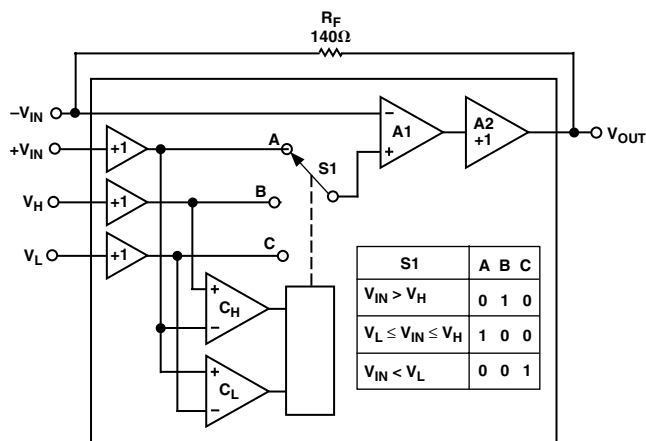 R_F
140Ω
–V_IN
+V_IN
V_H
V_L
+1
+1
+1
A
S1
B
C
–
A1
+
A2
+1
V_OUT
+
C_H
–
+
C_L
–
S1 A B C
V_IN > V_H 0 1 0
V_L ≤ V_IN ≤ V_H 1 0 0
V_IN < V_L 0 0 1